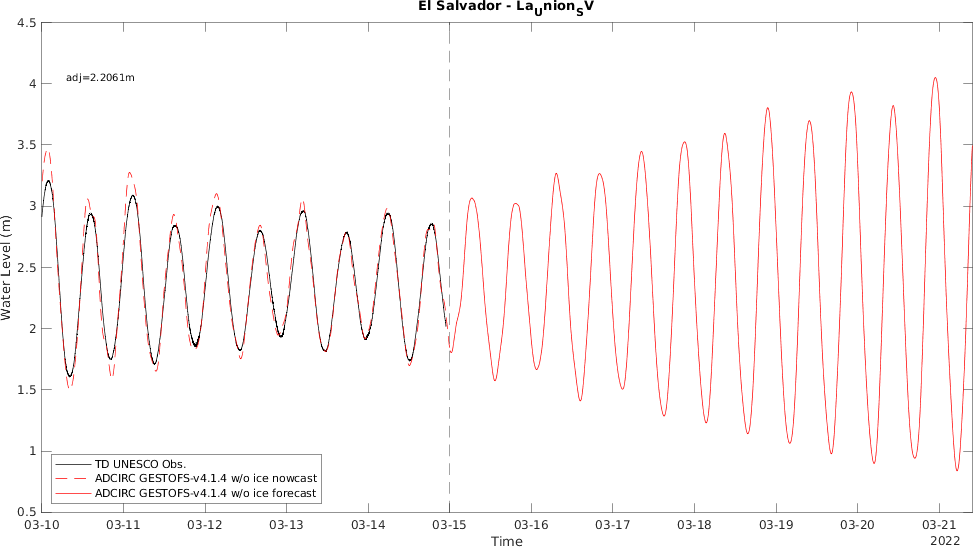 El Salvador - LaUnionSV
4.5
4
3.5
3
2.5
2
1.5
1
0.5
Water Level (m)
adj=2.2061m
TD UNESCO Obs.
ADCIRC GESTOFS-v4.1.4 w/o ice nowcast
ADCIRC GESTOFS-v4.1.4 w/o ice forecast
03-10 03-11 03-12 03-13 03-14 03-15 03-16 03-17 03-18 03-19 03-20 03-21
Time
2022